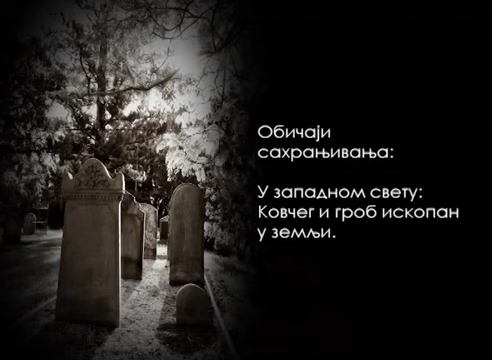 Обичаји
сахрањивања:
У западном свету:
Ковчег и гроб ископан
у земљи.